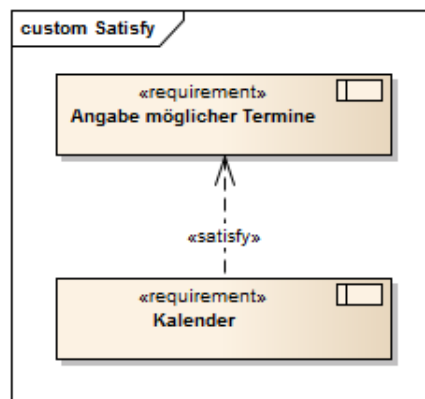 custom Satisfy
«requirement»
Angabe möglicher Termine
«satisfy»
«requirement»
Kalender